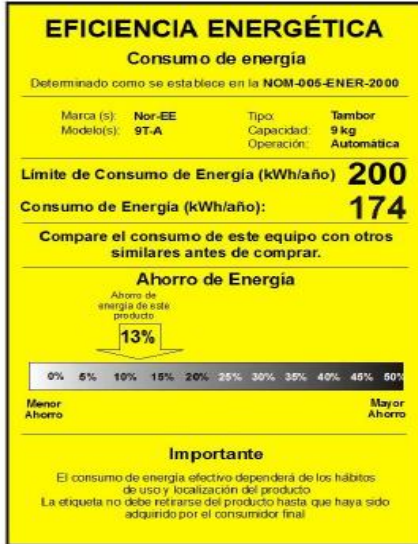 EFICIENCIA ENERGÉTICA
Consumo de energía
Determinado como se establece en la NOM-005-ENER-2000
Marca (s): Nor-EE Tipo: Tambor
Modelo(s): 9T-A Capacidad: 9 kg
Operación: Automática
Límite de Consumo de Energía (kWh/año) 200
Consumo de Energía (kWh/año): 174
Compare el consumo de este equipo con otros
similares antes de comprar.
Ahorro de Energía
Ahorro de
energía de este
producto
13%
0% 5% 10% 15% 20% 25% 30% 35% 40% 45% 50%
Menor Mayor
Ahorro Ahorro
Importante
El consumo de energía efectivo dependerá de los hábitos
de uso y localización del producto
La etiqueta no debe retirarse del producto hasta que haya sido
adquirido por el consumidor final